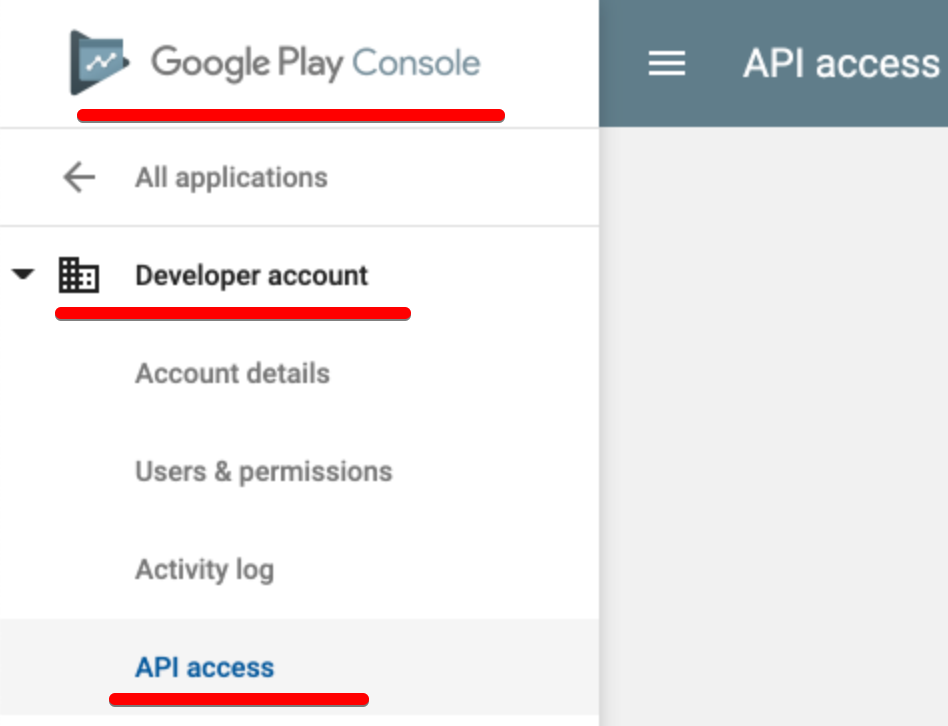 Google Play Console
API access
All applications
Developer account
Account details
Users & permissions
Activity log
API access